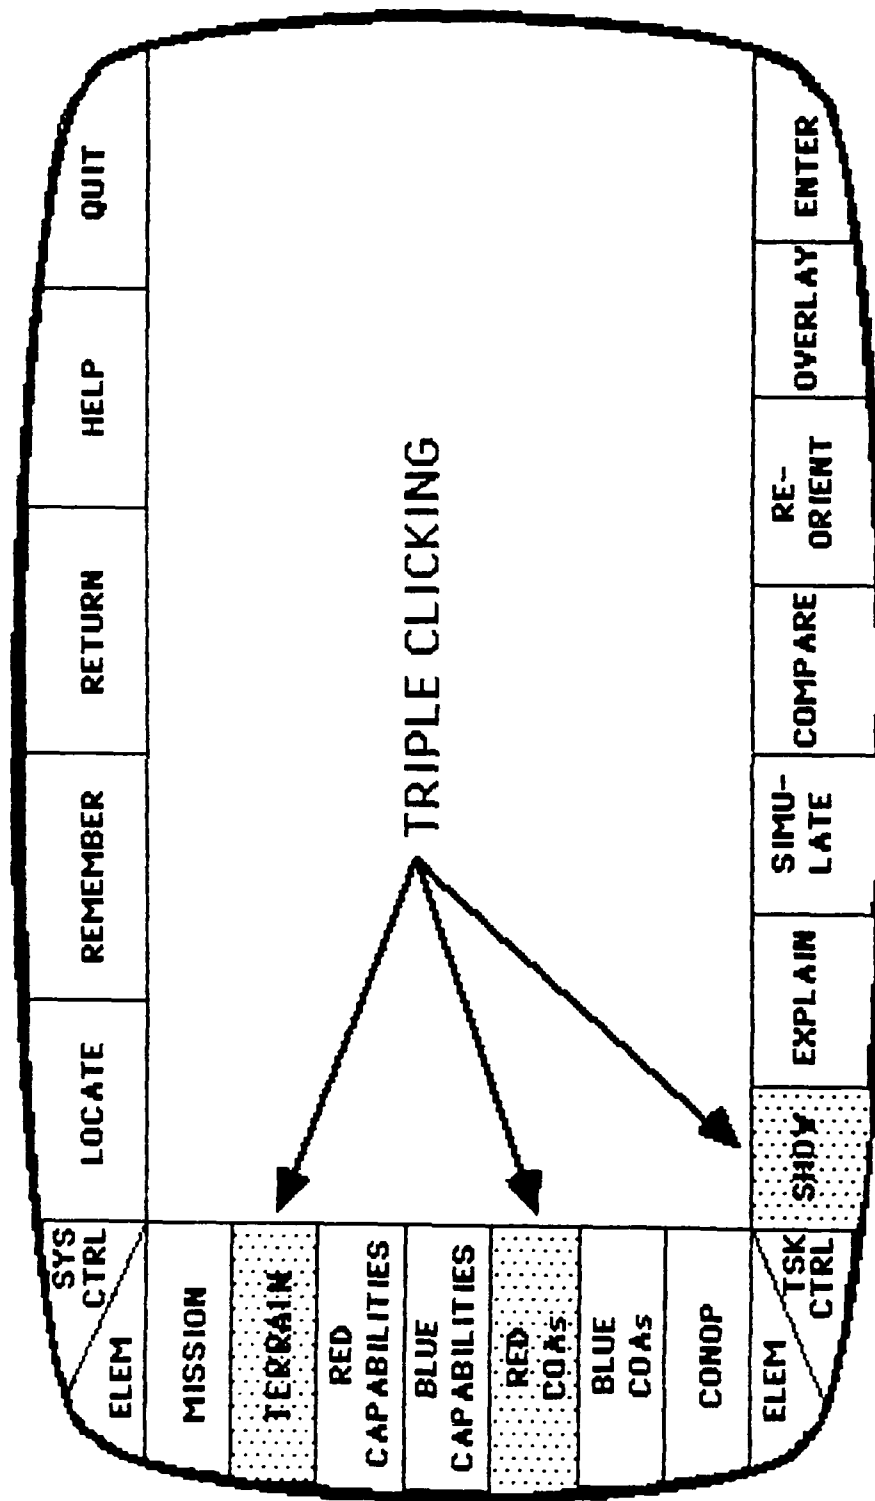 SYS
CTRL
LOCATE
REMEMBER
RETURN
HELP
QUIT
ELEM
MISSION
TERRAIN
RED
CAPABILITIES
BLUE
CAPABILITIES
RED
COAs
BLUE
COAs
CONOP
TRIPLE CLICKING
ELEM
TSK
CTRL
SHOW
EXPLAIN
SIMU-
LATE
COMPARE
RE-
ORIENT
OVERLAY
ENTER